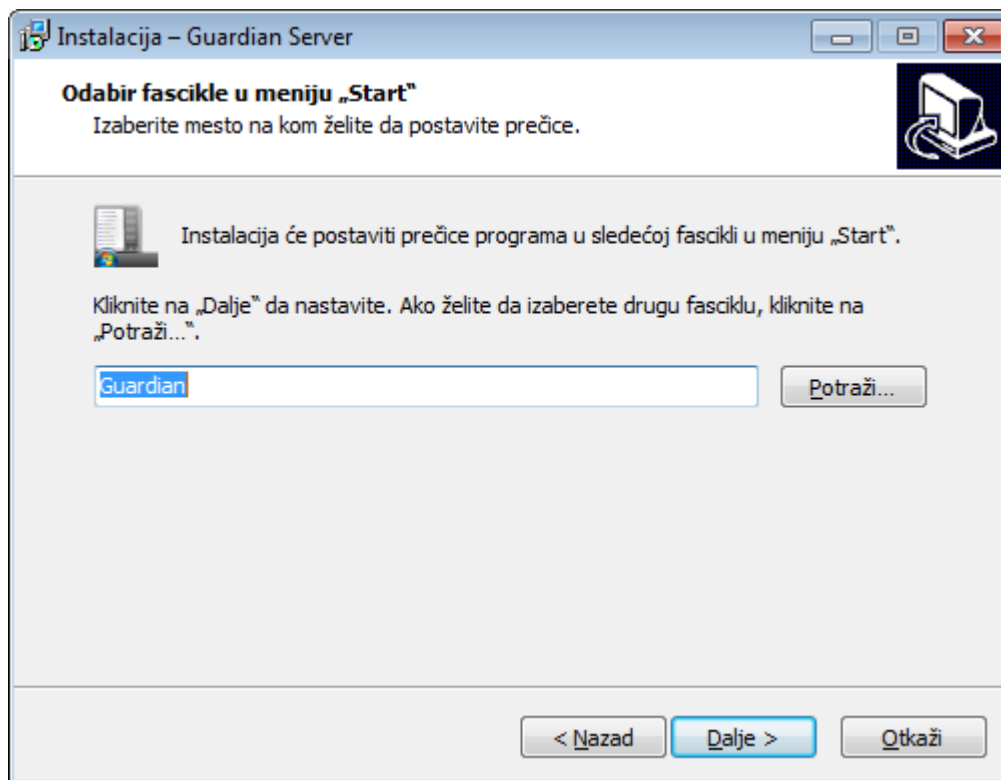 Instalacija – Guardian Server
Odabir fascikle u meniju „Start“
Izaberite mesto na kom želite da postavite prečice.
Instalacija će postaviti prečice programa u sledećoj fascikli u meniju „Start“.
Kliknite na „Dalje“ da nastavite. Ako želite da izaberete drugu fasciklu, kliknite na
„Potraži...“.
Guardian
Potraži...
< Nazad
Dalje >
Otkaži